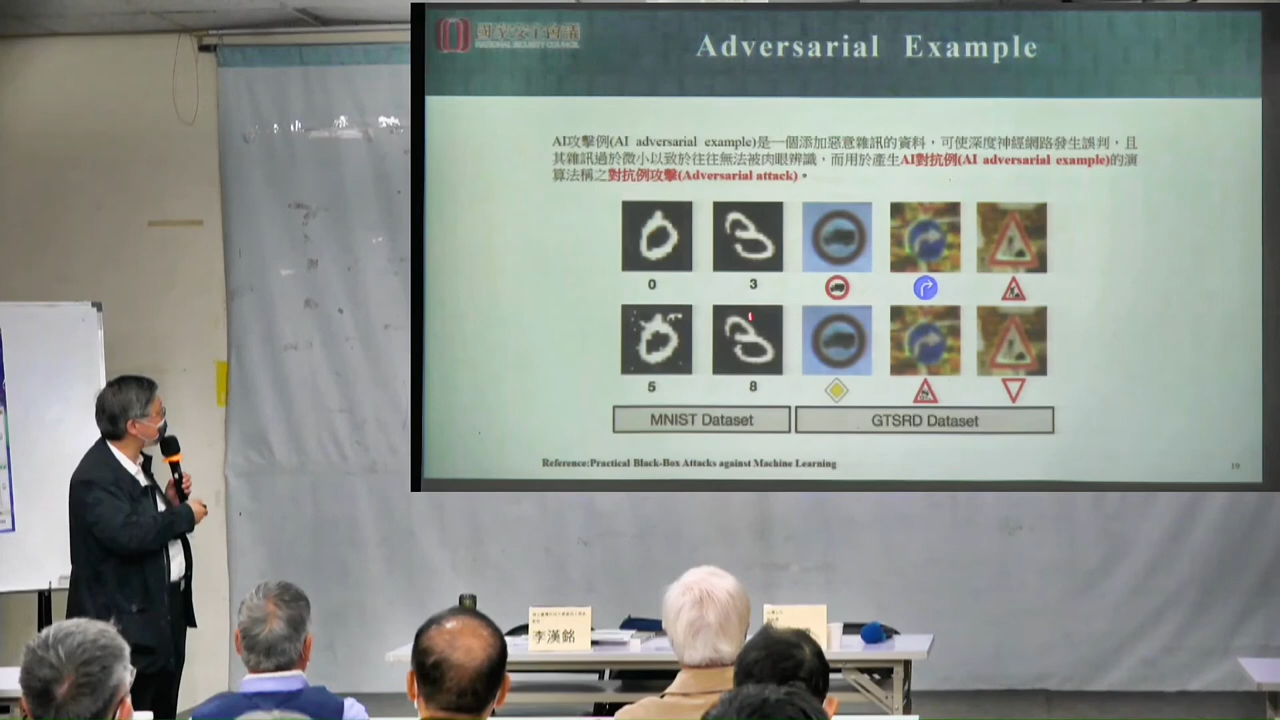 國家安全會議
NATIONAL SECURITY COUNCIL
Adversarial Example
AI攻擊例(AI adversarial example)是一個添加惡意雜訊的資料，可使深度神經網路發生誤判，且
其雜訊過於微小以致於往往無法被肉眼辨識，而用於產生AI對抗例(AI adversarial example)的演
算法稱之對抗例攻擊(Adversarial attack)。
0 3
5 8
MNIST Dataset GTSRD Dataset
Reference:Practical Black-Box Attacks against Machine Learning
19
李漢銘